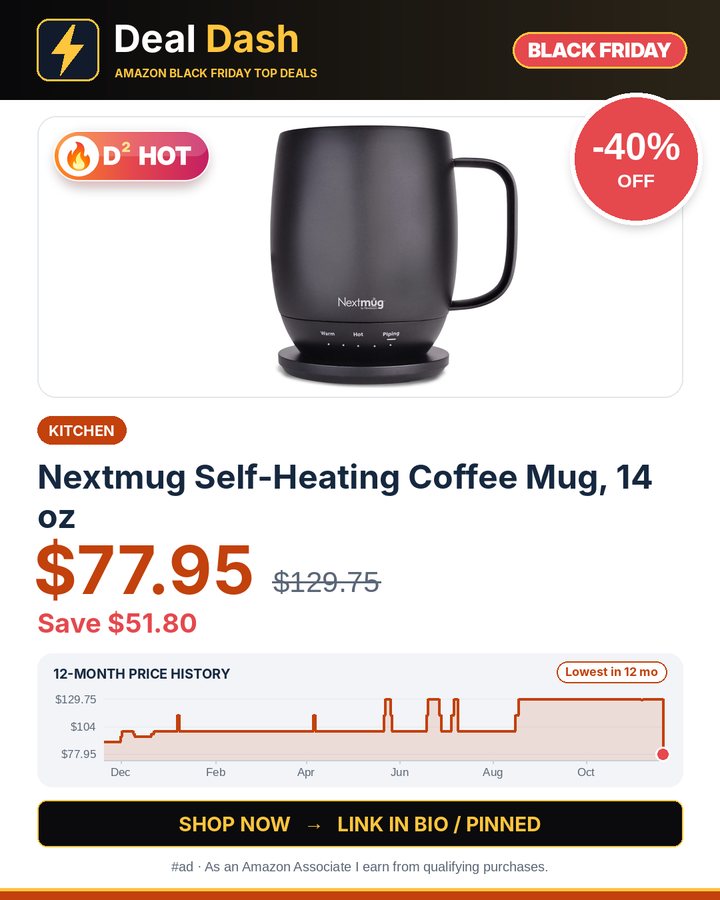 Deal Dash
AMAZON BLACK FRIDAY TOP DEALS
BLACK FRIDAY
-40%
OFF
D² HOT
Nextmug
Warm Hot Piping
KITCHEN
Nextmug Self-Heating Coffee Mug, 14
oz
$77.95 $129.75
Save $51.80
12-MONTH PRICE HISTORY
Lowest in 12 mo
$129.75
$104
$77.95
Dec Feb Apr Jun Aug Oct
SHOP NOW → LINK IN BIO / PINNED
#ad · As an Amazon Associate I earn from qualifying purchases.